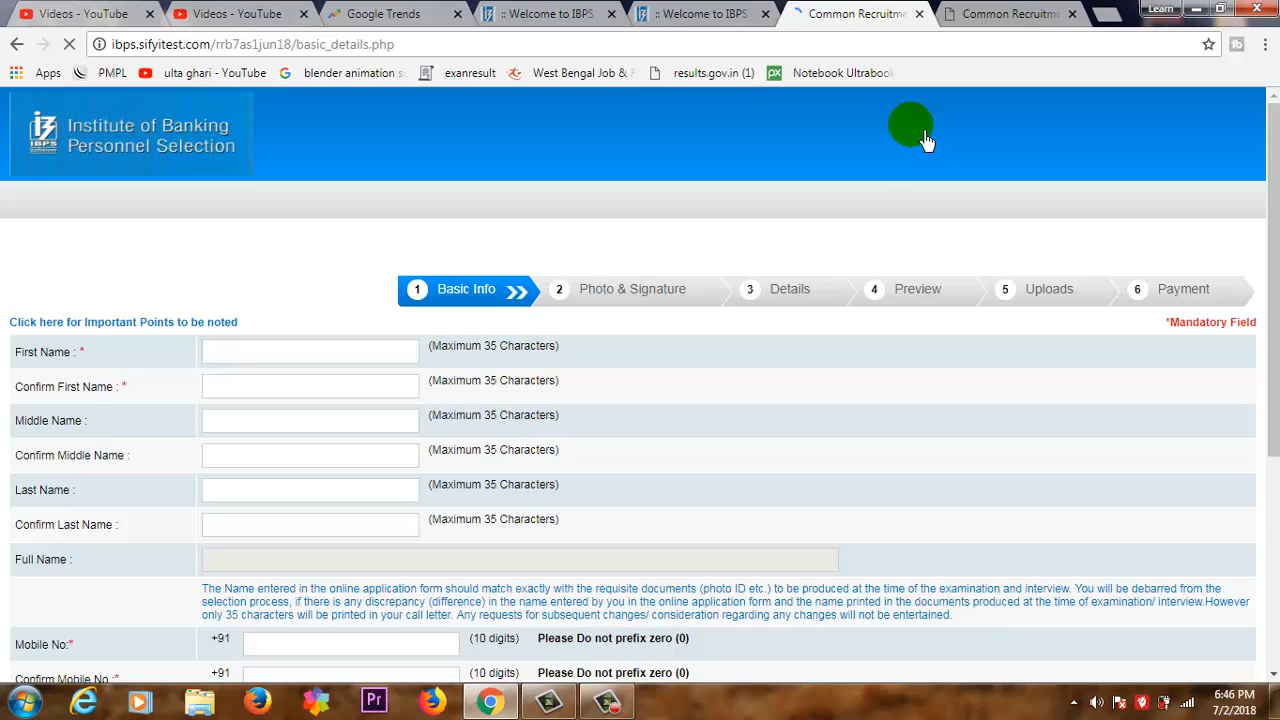 Videos - YouTube
Videos - YouTube
Google Trends
:: Welcome to IBPS
:: Welcome to IBPS
Common Recruitme
Common Recruitm
Learn
ibps.sifyitest.com/rrb7as1jun18/basic_details.php
Apps
PMPL
ulta ghari - YouTube
blender animation s
exanresult
West Bengal Job & F
results.gov.in (1)
Notebook Ultraboo
IBPS
Institute of Banking
Personnel Selection
1 Basic Info
2 Photo & Signature
3 Details
4 Preview
5 Uploads
6 Payment
Click here for Important Points to be noted
*Mandatory Field
First Name : *
(Maximum 35 Characters)
Confirm First Name : *
(Maximum 35 Characters)
Middle Name :
(Maximum 35 Characters)
Confirm Middle Name :
(Maximum 35 Characters)
Last Name :
(Maximum 35 Characters)
Confirm Last Name :
(Maximum 35 Characters)
Full Name :
The Name entered in the online application form should match exactly with the requisite documents (photo ID etc.) to be produced at the time of the examination and interview. You will be debarred from the
selection process, if there is any discrepancy (difference) in the name entered by you in the online application form and the name printed in the documents produced at the time of examination/ interview.However
only 35 characters will be printed in your call letter. Any requests for subsequent changes/ consideration regarding any changes will not be entertained.
Mobile No:*
+91
(10 digits)
Please Do not prefix zero (0)
Confirm Mobile No :*
+91
(10 digits)
Please Do not prefix zero (0)
Pr
6:46 PM
7/2/2018